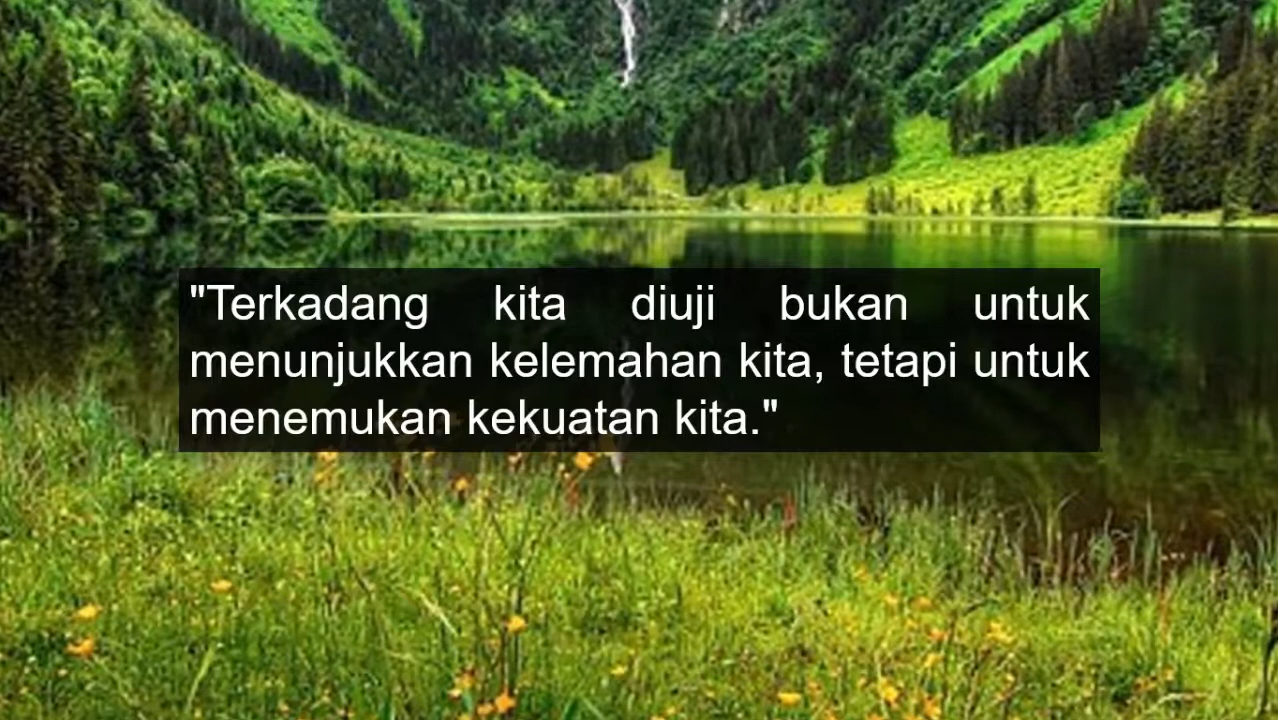 "Terkadang kita diuji bukan untuk
menunjukkan kelemahan kita, tetapi untuk
menemukan kekuatan kita."